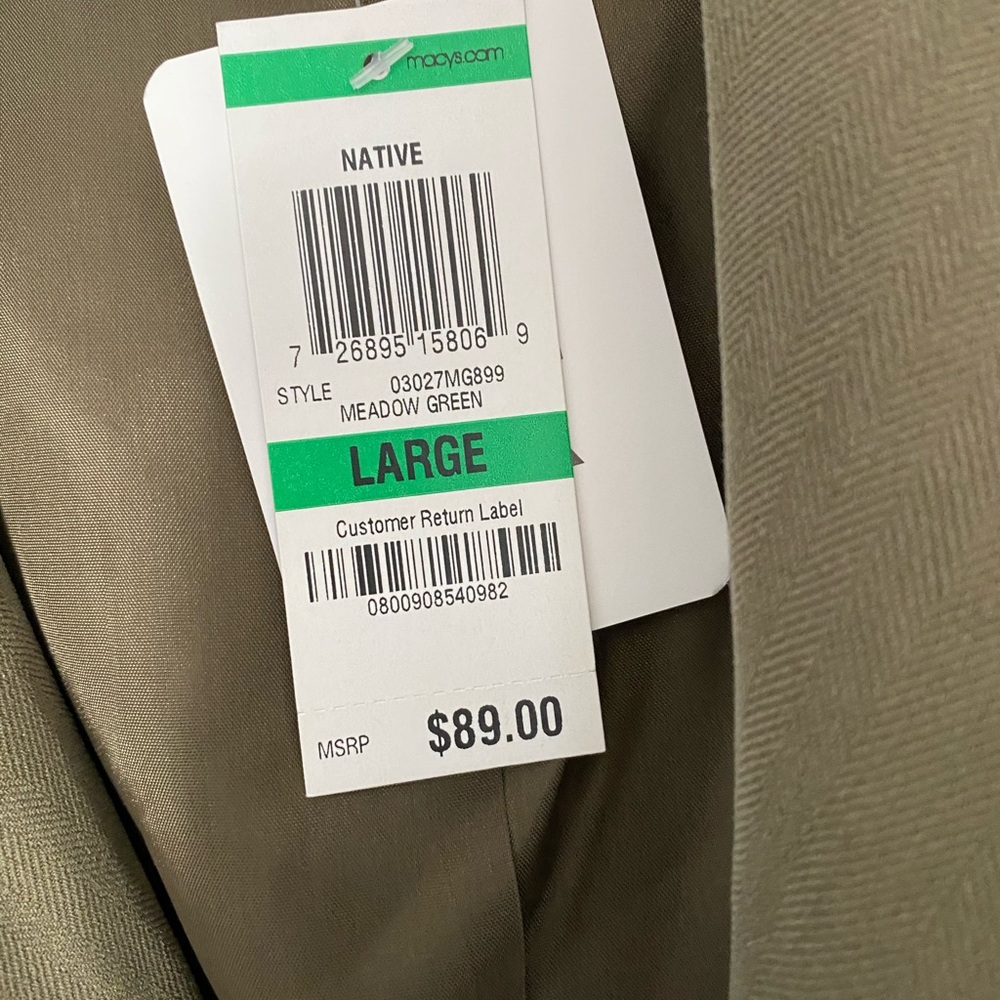 macys.com
NATIVE
7 26895 15806 9
STYLE 03027MG899
MEADOW GREEN
LARGE
Customer Return Label
0800908540982
MSRP $89.00